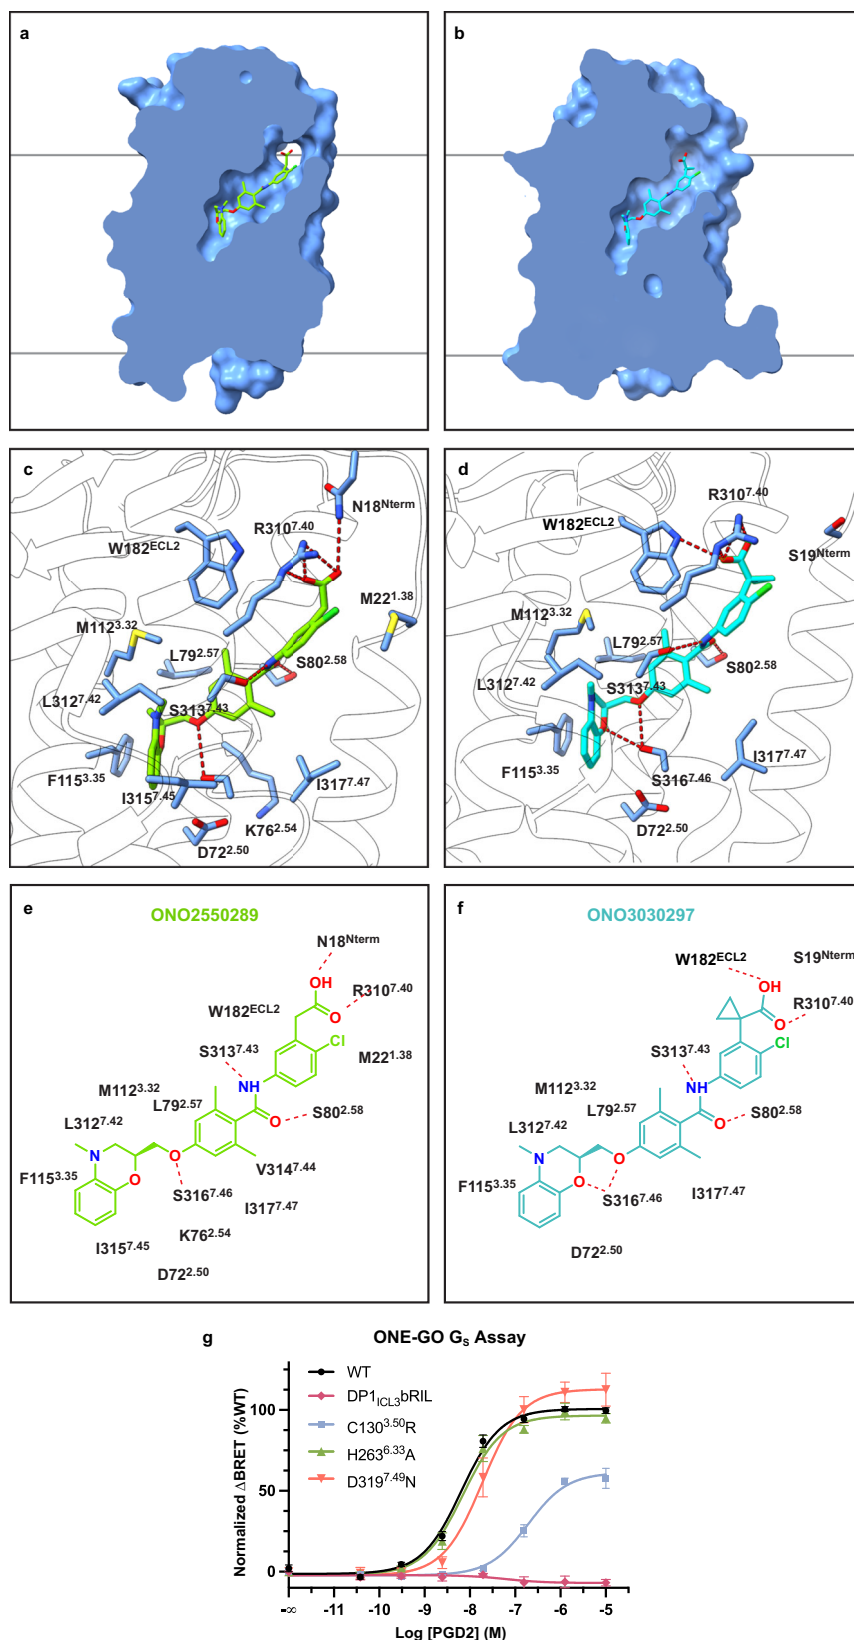 a
b
c
N18Nterm
R3107.40
W182ECL2
M221.38
M1123.32
L792.57
S802.58
L3127.42
S3137.43
F1153.35
I3157.45
I3177.47
K762.54
D722.50
d
R3107.40
W182ECL2
S19Nterm
M1123.32
L792.57
S802.58
L3127.42
S3137.43
F1153.35
I3177.47
S3167.46
D722.50
e
ONO2550289
N18Nterm
OH
R3107.40
O
W182ECL2
Cl
S3137.43
M221.38
NH
M1123.32
L792.57
S802.58
O
L3127.42
N
O
V3147.44
F1153.35
O
S3167.46
I3177.47
K762.54
I3157.45
D722.50
f
ONO3030297
W182ECL2
S19Nterm
OH
R3107.40
O
S3137.43
Cl
NH
M1123.32
L792.57
S802.58
O
L3127.42
N
O
F1153.35
O
S3167.46
I3177.47
D722.50
g
ONE-GO GS Assay
WT
DP1ICL3bRIL
C1303.50R
H2636.33A
D3197.49N
Normalized ΔBRET (%WT)
100
50
0
-∞ -11 -10 -9 -8 -7 -6 -5
Log [PGD2] (M)